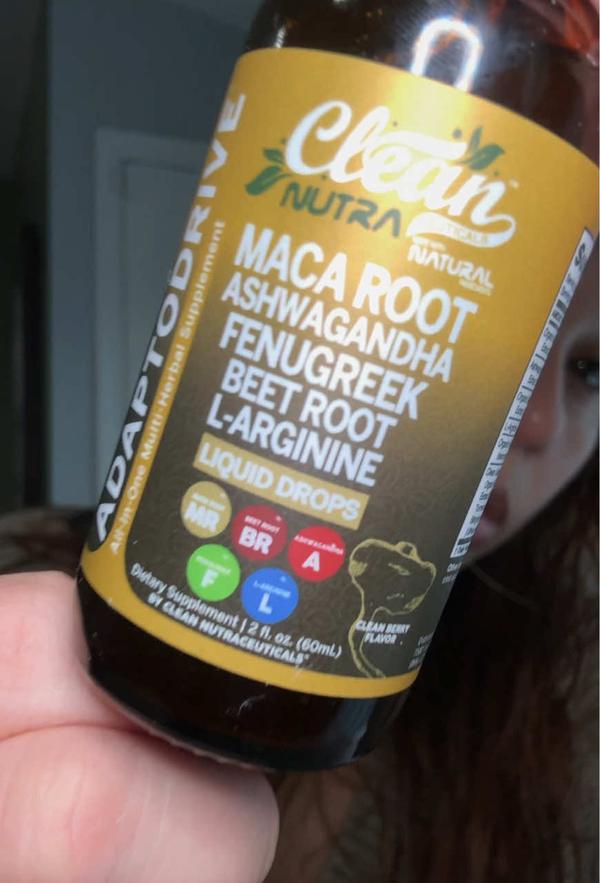 Clean
NUTRA
NATURAL
MACA ROOT
ASHWAGANDHA
FENUGREEK
BEET ROOT
L-ARGININE
LIQUID DROPS
MR
BEET ROOT
BR
ASHWAGANDHA
A
F
L-ARGININE
L
CLEAN BERRY
FLAVOR
Dietary Supplement | 2 fl. oz. (60mL)
BY CLEAN NUTRACEUTICALS®
ADAPTODRIVE
All-in-One Multi-Herbal Supplement